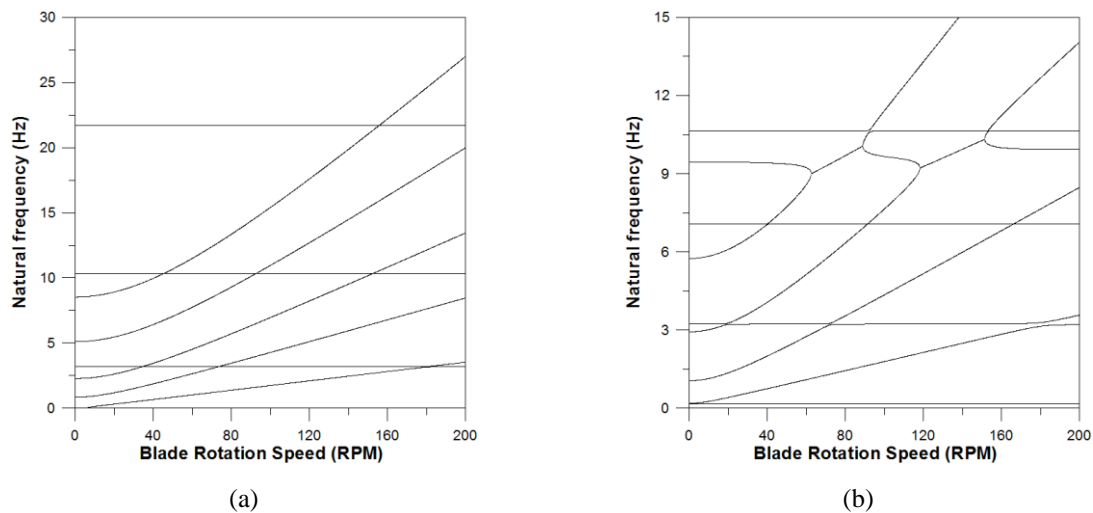 30
25
20
15
10
5
0
Natural frequency (Hz)
0 40 80 120 160 200
Blade Rotation Speed (RPM)
(a)
15
12
9
6
3
0
Natural frequency (Hz)
0 40 80 120 160 200
Blade Rotation Speed (RPM)
(b)